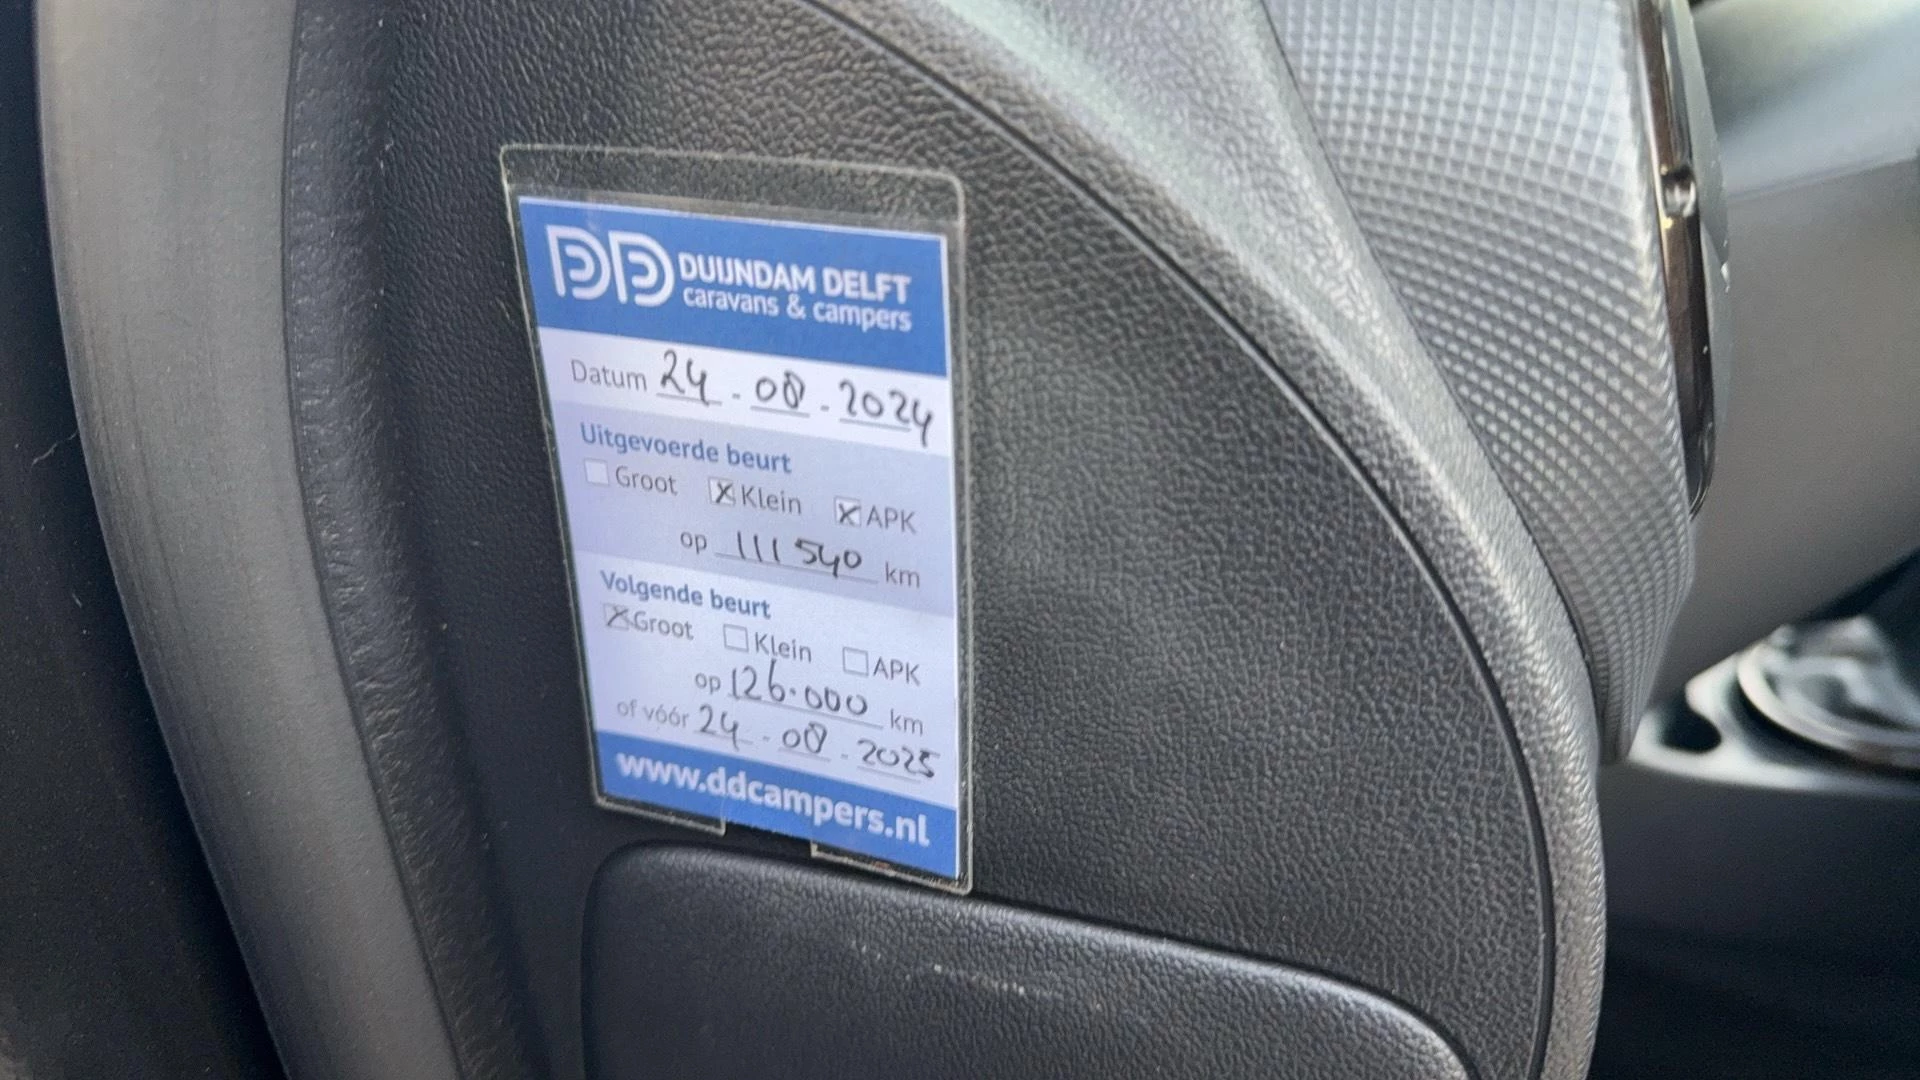 DD DUIJNDAM DELFT
caravans & campers
Datum 24 - 08 - 2024
Uitgevoerde beurt
Groot Klein APK
op 111 540 km
Volgende beurt
Groot Klein APK
op 126.000 km
of vóór 24 - 08 - 2025
www.ddcampers.nl